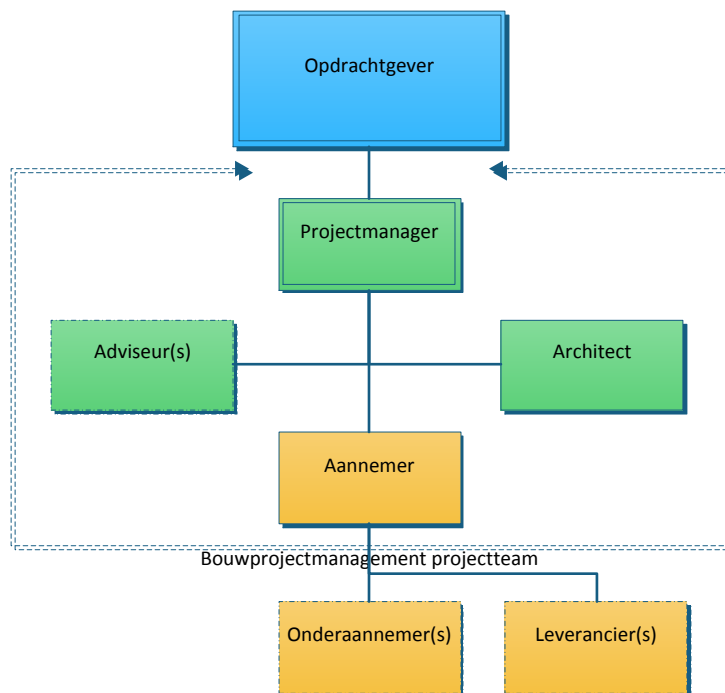 Opdrachtgever
Projectmanager
Adviseur(s)
Architect
Aannemer
Bouwprojectmanagement projectteam
Onderaannemer(s)
Leverancier(s)